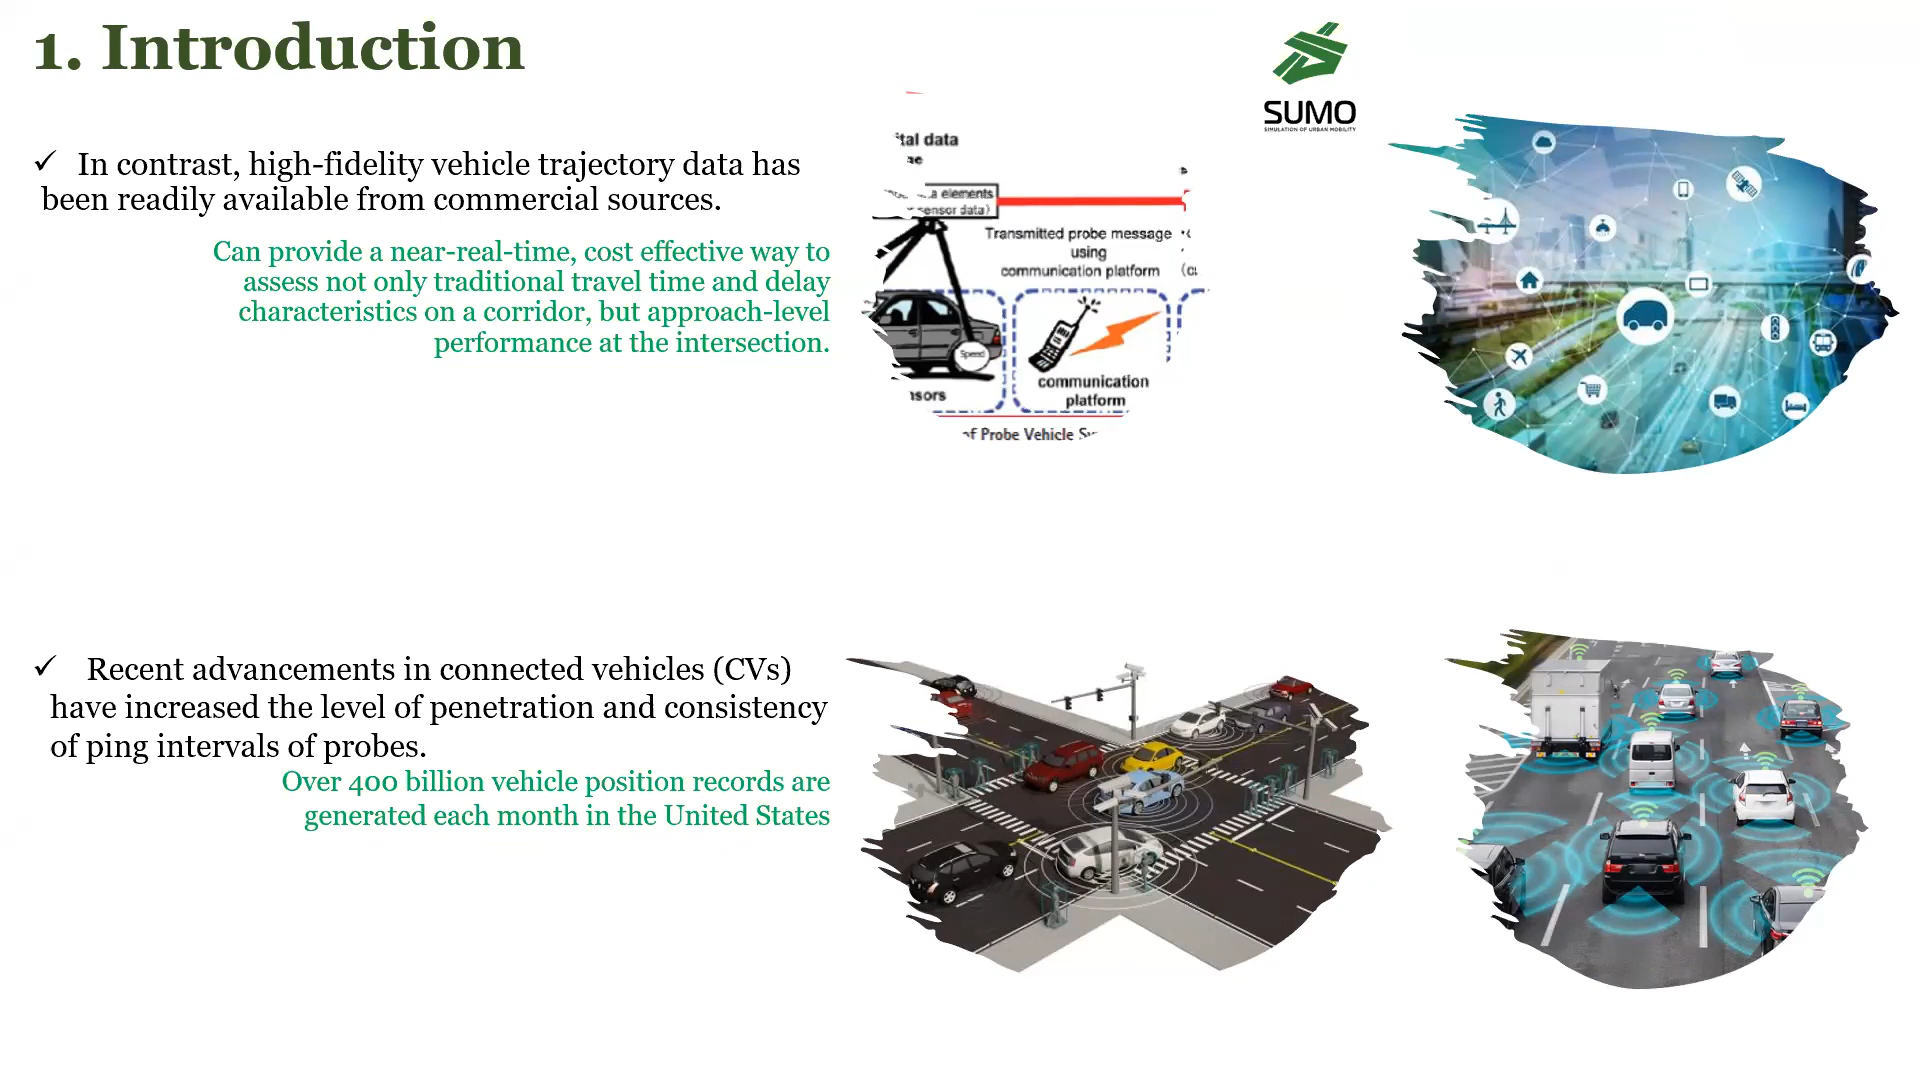 1. Introduction
SUMO
SIMULATION OF URBAN MOBILITY
✓ In contrast, high-fidelity vehicle trajectory data has
been readily available from commercial sources.
Can provide a near-real-time, cost effective way to
assess not only traditional travel time and delay
characteristics on a corridor, but approach-level
performance at the intersection.
data
elements
sensor data)
Transmitted probe message
using
communication platform
Speed
communication
platform
of Probe Vehicle
✓ Recent advancements in connected vehicles (CVs)
have increased the level of penetration and consistency
of ping intervals of probes.
Over 400 billion vehicle position records are
generated each month in the United States